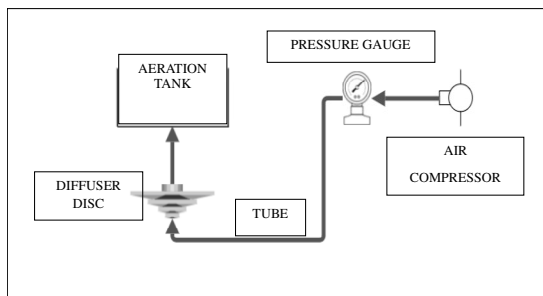 PRESSURE GAUGE
AERATION
TANK
AIR
COMPRESSOR
DIFFUSER
DISC
TUBE